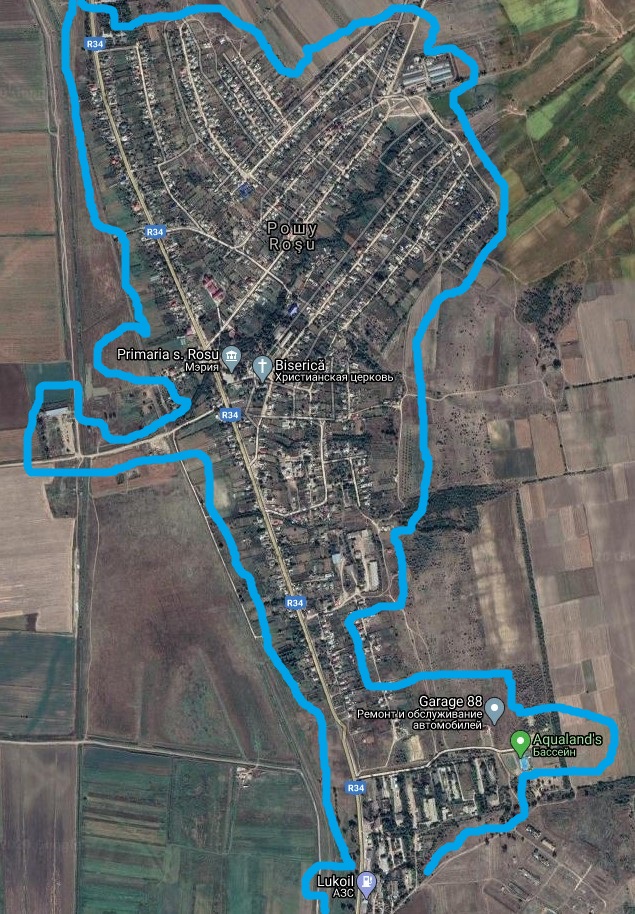 R34
R34
Рошу
Roșu
Primaria s. Rosu
Мэрия
Biserică
Христианская церковь
R34
R34
Garage 88
Ремонт и обслуживание
автомобилей
Aqualand's
Бассейн
R34
Lukoil
АЗС